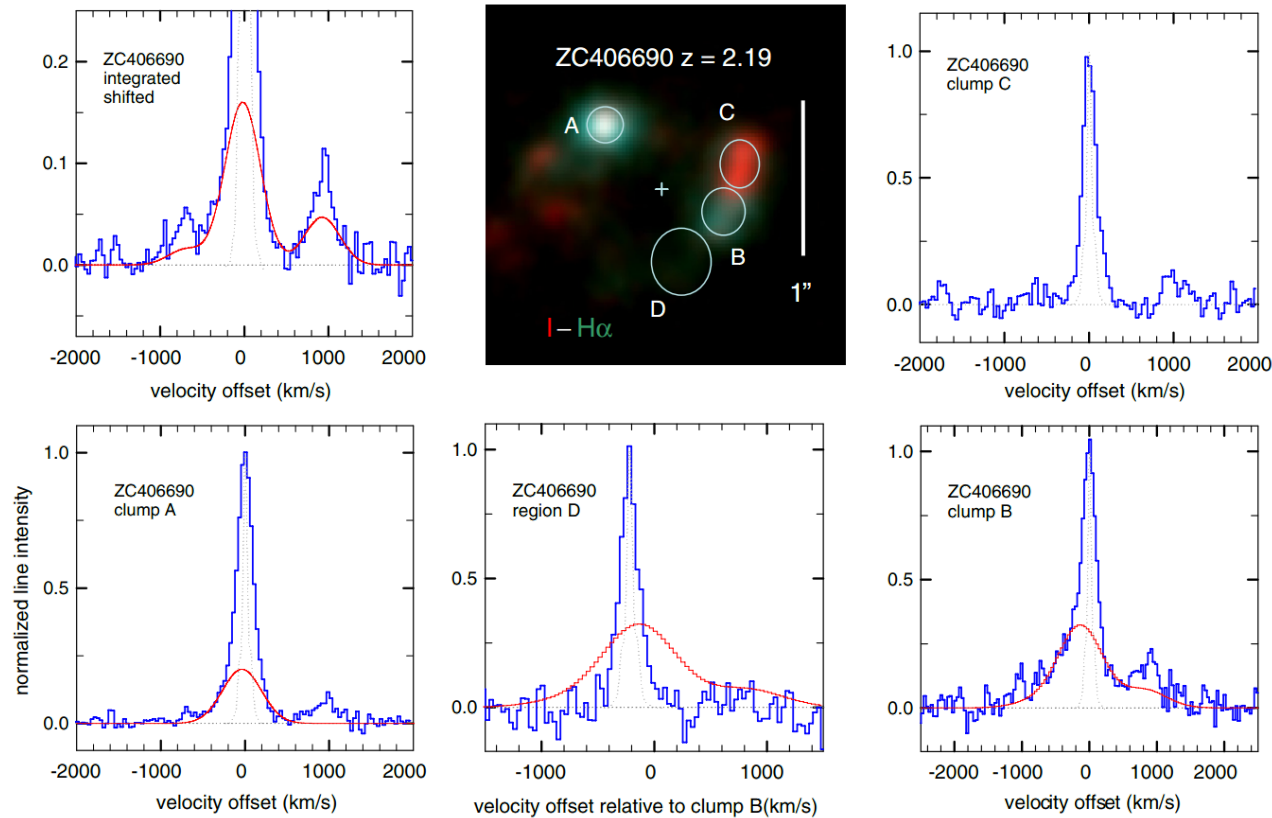 ZC406690
integrated
shifted
0.2
0.1
0.0
-2000 -1000 0 1000 2000
velocity offset (km/s)
ZC406690 z = 2.19
A
C
+
B
D
1”
I – Hα
ZC406690
clump C
1.0
0.5
0.0
-2000 -1000 0 1000 2000
velocity offset (km/s)
normalized line intensity
ZC406690
clump A
1.0
0.5
0.0
-2000 -1000 0 1000 2000
velocity offset (km/s)
ZC406690
region D
1.0
0.5
0.0
-1000 0 1000
velocity offset relative to clump B(km/s)
ZC406690
clump B
1.0
0.5
0.0
-2000 -1000 0 1000 2000
velocity offset (km/s)